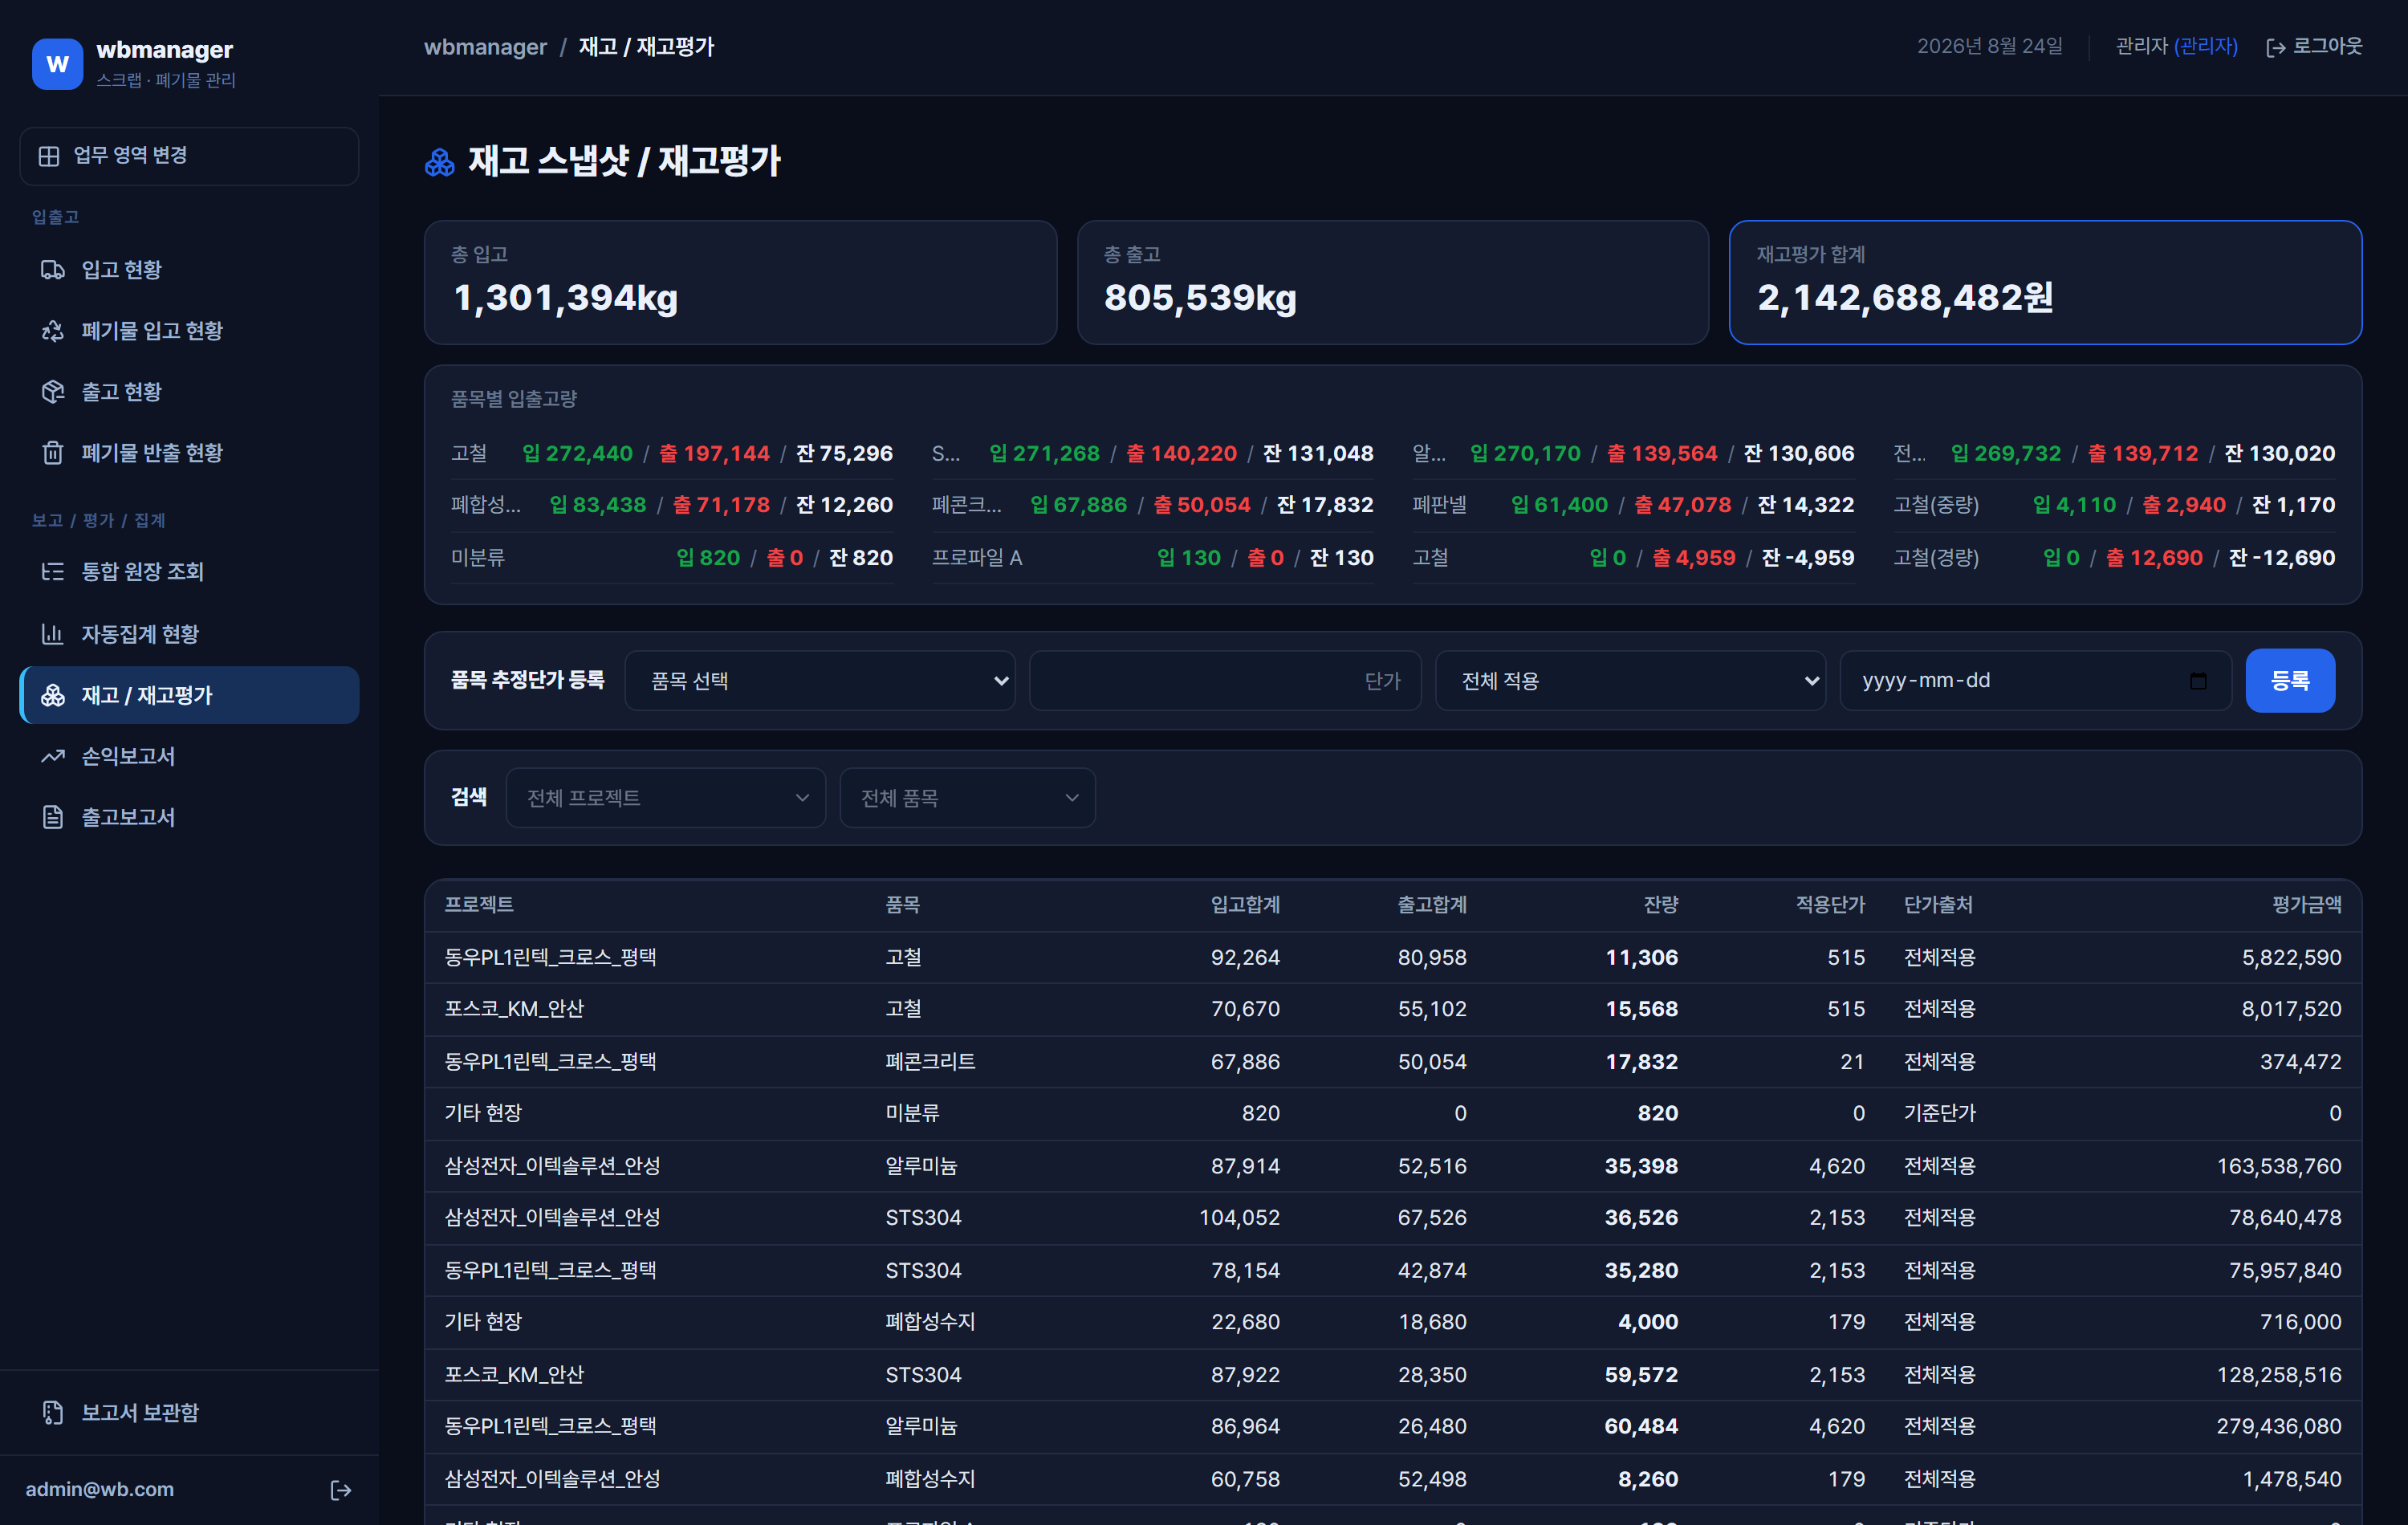 W
wbmanager
스크랩 · 폐기물 관리
업무 영역 변경
입출고
입고 현황
폐기물 입고 현황
출고 현황
폐기물 반출 현황
보고 / 평가 / 집계
통합 원장 조회
자동집계 현황
재고 / 재고평가
손익보고서
출고보고서
보고서 보관함
admin@wb.com
wbmanager / 재고 / 재고평가
2026년 8월 24일 관리자 (관리자) 로그아웃
재고 스냅샷 / 재고평가
총 입고
1,301,394kg
총 출고
805,539kg
재고평가 합계
2,142,688,482원
품목별 입출고량
고철 입 272,440 / 출 197,144 / 잔 75,296
S... 입 271,268 / 출 140,220 / 잔 131,048
알... 입 270,170 / 출 139,564 / 잔 130,606
전... 입 269,732 / 출 139,712 / 잔 130,020
폐합성... 입 83,438 / 출 71,178 / 잔 12,260
폐콘크... 입 67,886 / 출 50,054 / 잔 17,832
폐판넬 입 61,400 / 출 47,078 / 잔 14,322
고철(중량) 입 4,110 / 출 2,940 / 잔 1,170
미분류 입 820 / 출 0 / 잔 820
프로파일 A 입 130 / 출 0 / 잔 130
고철 입 0 / 출 4,959 / 잔 -4,959
고철(경량) 입 0 / 출 12,690 / 잔 -12,690
품목 추정단가 등록 품목 선택 단가 전체 적용 yyyy-mm-dd 등록
검색 전체 프로젝트 전체 품목
프로젝트 품목 입고합계 출고합계 잔량 적용단가 단가출처 평가금액
동우PL1린텍_크로스_평택 고철 92,264 80,958 11,306 515 전체적용 5,822,590
포스코_KM_안산 고철 70,670 55,102 15,568 515 전체적용 8,017,520
동우PL1린텍_크로스_평택 폐콘크리트 67,886 50,054 17,832 21 전체적용 374,472
기타 현장 미분류 820 0 820 0 기준단가 0
삼성전자_이텍솔루션_안성 알루미늄 87,914 52,516 35,398 4,620 전체적용 163,538,760
삼성전자_이텍솔루션_안성 STS304 104,052 67,526 36,526 2,153 전체적용 78,640,478
동우PL1린텍_크로스_평택 STS304 78,154 42,874 35,280 2,153 전체적용 75,957,840
기타 현장 폐합성수지 22,680 18,680 4,000 179 전체적용 716,000
포스코_KM_안산 STS304 87,922 28,350 59,572 2,153 전체적용 128,258,516
동우PL1린텍_크로스_평택 알루미늄 86,964 26,480 60,484 4,620 전체적용 279,436,080
삼성전자_이텍솔루션_안성 폐합성수지 60,758 52,498 8,260 179 전체적용 1,478,540